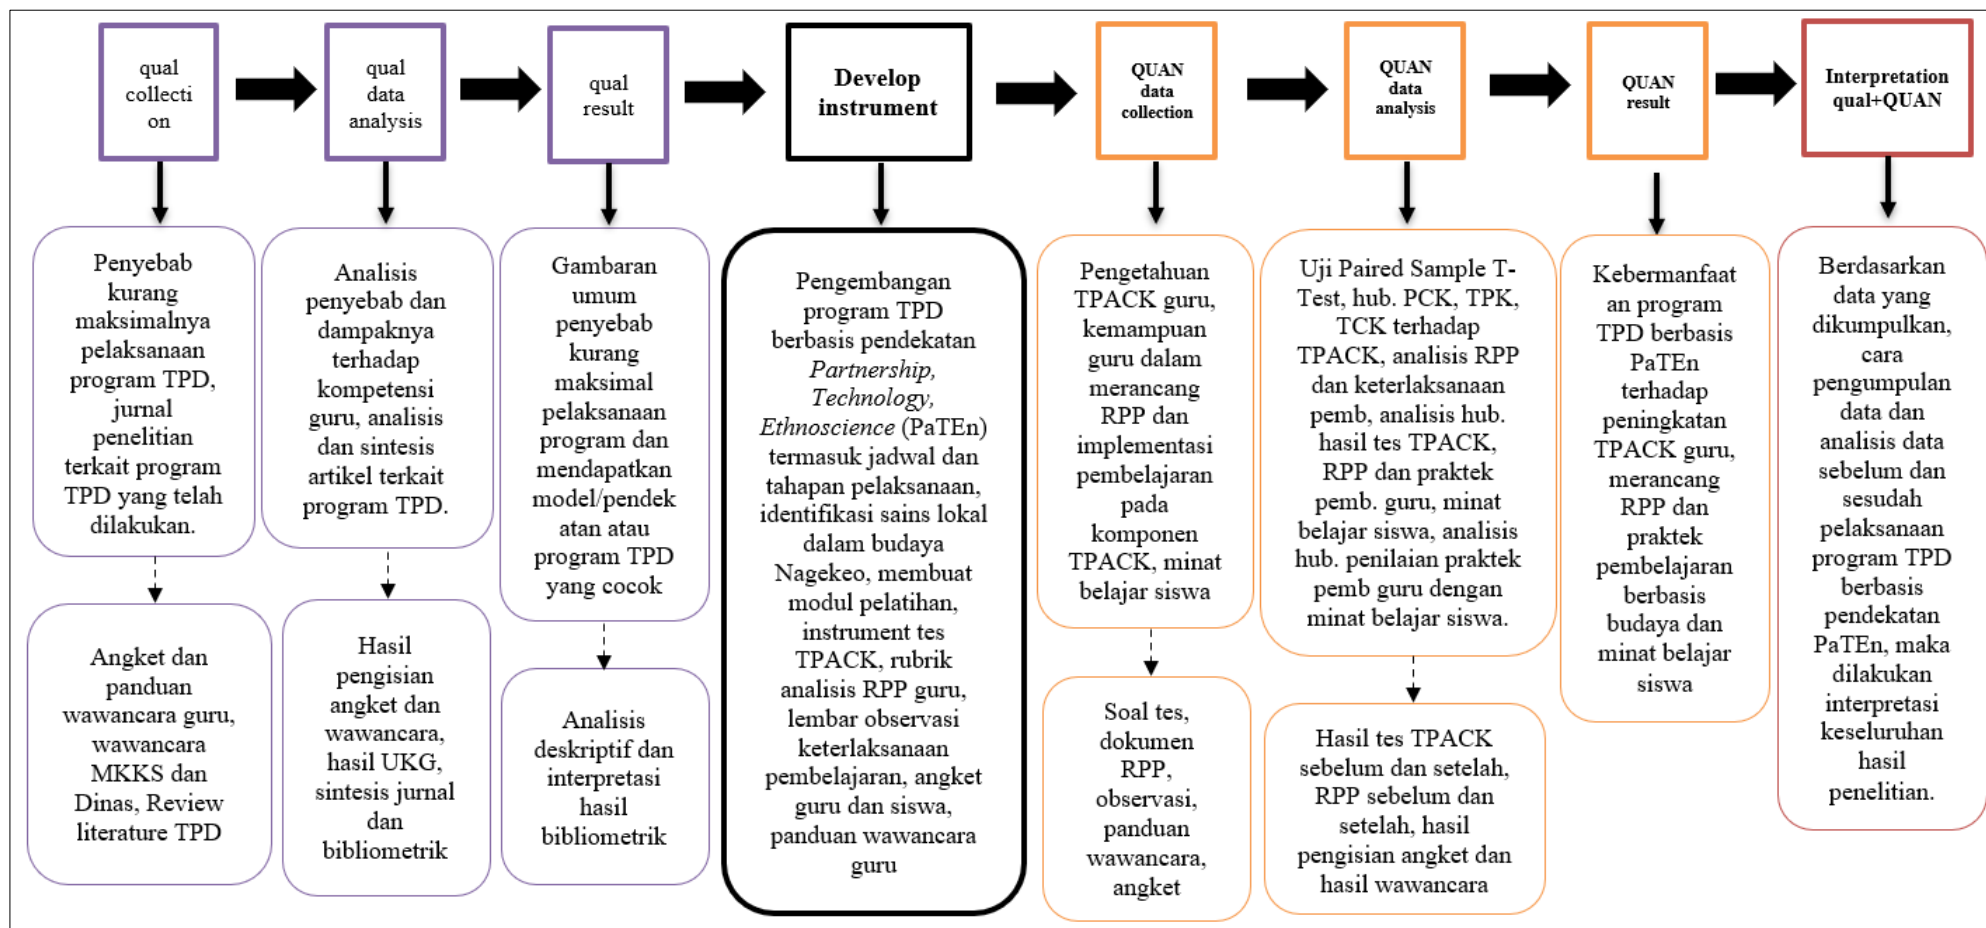 qual
collecti
on
qual
data
analysis
qual
result
Develop
instrument
QUAN
data
collection
QUAN
data
analysis
QUAN
result
Interpretation
qual+QUAN
Penyebab
kurang
maksimalnya
pelaksanaan
program TPD,
jurnal
penelitian
terkait program
TPD yang telah
dilakukan.
Analisis
penyebab dan
dampaknya
terhadap
kompetensi
guru, analisis
dan sintesis
artikel terkait
program TPD.
Gambaran
umum
penyebab
kurang
maksimal
pelaksanaan
program dan
mendapatkan
model/pendek
atan atau
program TPD
yang cocok
Pengembangan
program TPD
berbasis pendekatan
Partnership,
Technology,
Ethnoscience (PaTEn)
termasuk jadwal dan
tahapan pelaksanaan,
identifikasi sains lokal
dalam budaya
Nagekeo, membuat
modul pelatihan,
instrument tes
TPACK, rubrik
analisis RPP guru,
lembar observasi
keterlaksanaan
pembelajaran, angket
guru dan siswa,
panduan wawancara
guru
Pengetahuan
TPACK guru,
kemampuan
guru dalam
merancang
RPP dan
implementasi
pembelajaran
pada
komponen
TPACK, minat
belajar siswa
Uji Paired Sample T-
Test, hub. PCK, TPK,
TCK terhadap
TPACK, analisis RPP
dan keterlaksanaan
pemb, analisis hub.
hasil tes TPACK,
RPP dan praktek
pemb. guru, minat
belajar siswa, analisis
hub. penilaian praktek
pemb guru dengan
minat belajar siswa.
Kebermanfaat
an program
TPD berbasis
PaTEn
terhadap
peningkatan
TPACK guru,
merancang
RPP dan
praktek
pembelajaran
berbasis
budaya dan
minat belajar
siswa
Berdasarkan
data yang
dikumpulkan,
cara
pengumpulan
data dan
analisis data
sebelum dan
sesudah
pelaksanaan
program TPD
berbasis
pendekatan
PaTEn, maka
dilakukan
interpretasi
keseluruhan
hasil
penelitian.
Angket dan
panduan
wawancara guru,
wawancara
MKKS dan
Dinas, Review
literature TPD
Hasil
pengisian
angket dan
wawancara,
hasil UKG,
sintesis jurnal
dan
bibliometrik
Analisis
deskriptif dan
interpretasi
hasil
bibliometrik
Soal tes,
dokumen
RPP,
observasi,
panduan
wawancara,
angket
Hasil tes TPACK
sebelum dan setelah,
RPP sebelum dan
setelah, hasil
pengisian angket dan
hasil wawancara